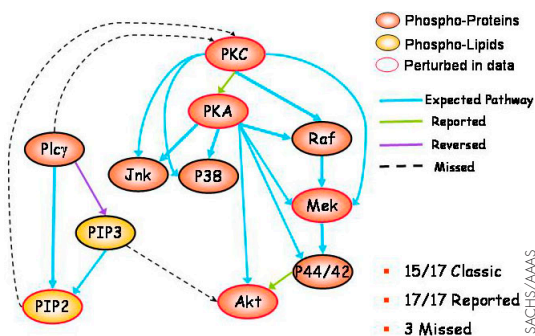 PKC
PKA
Plcγ
Raf
Jnk
P38
Mek
PIP3
P44/42
PIP2
Akt
Phospho-Proteins
Phospho-Lipids
Perturbed in data
Expected Pathway
Reported
Reversed
Missed
15/17 Classic
17/17 Reported
3 Missed
SACHS/AAAS